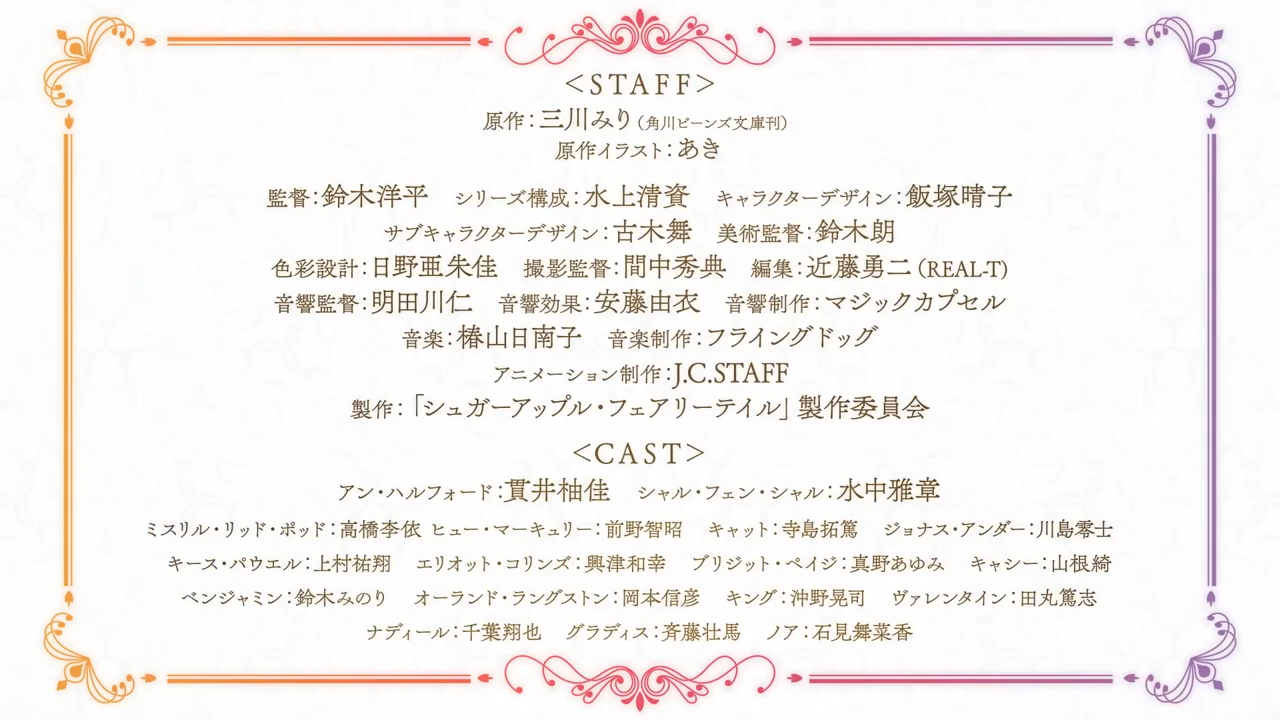 <STAFF>
原作：三川みり（角川ビーンズ文庫刊）
原作イラスト：あき
監督：鈴木洋平　シリーズ構成：水上清資　キャラクターデザイン：飯塚晴子
サブキャラクターデザイン：古木舞　美術監督：鈴木朗
色彩設計：日野亜朱佳　撮影監督：間中秀典　編集：近藤勇二（REAL-T）
音響監督：明田川仁　音響効果：安藤由衣　音響制作：マジックカプセル
音楽：椿山日南子　音楽制作：フライングドッグ
アニメーション制作：J.C.STAFF
製作：「シュガーアップル・フェアリーテイル」製作委員会
<CAST>
アン・ハルフォード：貫井柚佳　シャル・フェン・シャル：水中雅章
ミスリル・リッド・ポッド：高橋李依　ヒュー・マーキュリー：前野智昭　キャット：寺島拓篤　ジョナス・アンダー：川島零士
キース・パウエル：上村祐翔　エリオット・コリンズ：興津和幸　ブリジット・ペイジ：真野あゆみ　キャシー：山根綺
ベンジャミン：鈴木みのり　オーランド・ラングストン：岡本信彦　キング：沖野晃司　ヴァレンタイン：田丸篤志
ナディール：千葉翔也　グラディス：斉藤壮馬　ノア：石見舞菜香